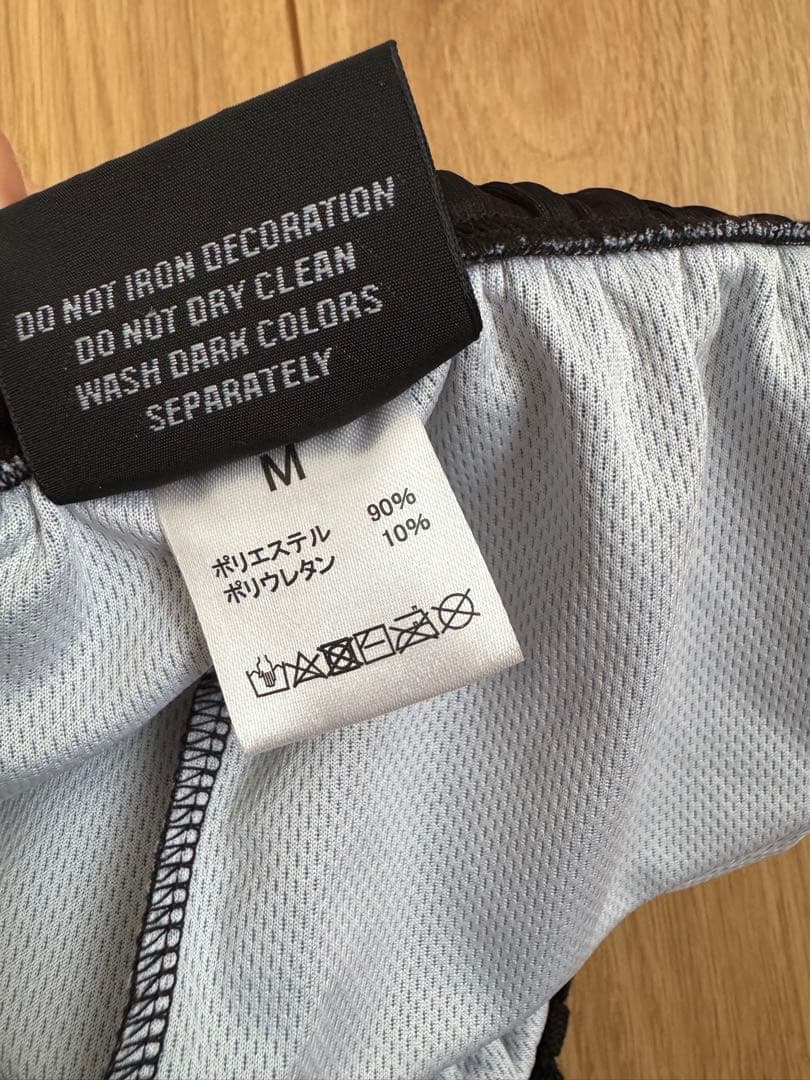 DO NOT IRON DECORATION
DO NOT DRY CLEAN
WASH DARK COLORS
SEPARATELY
M
ポリエステル 90%
ポリウレタン 10%